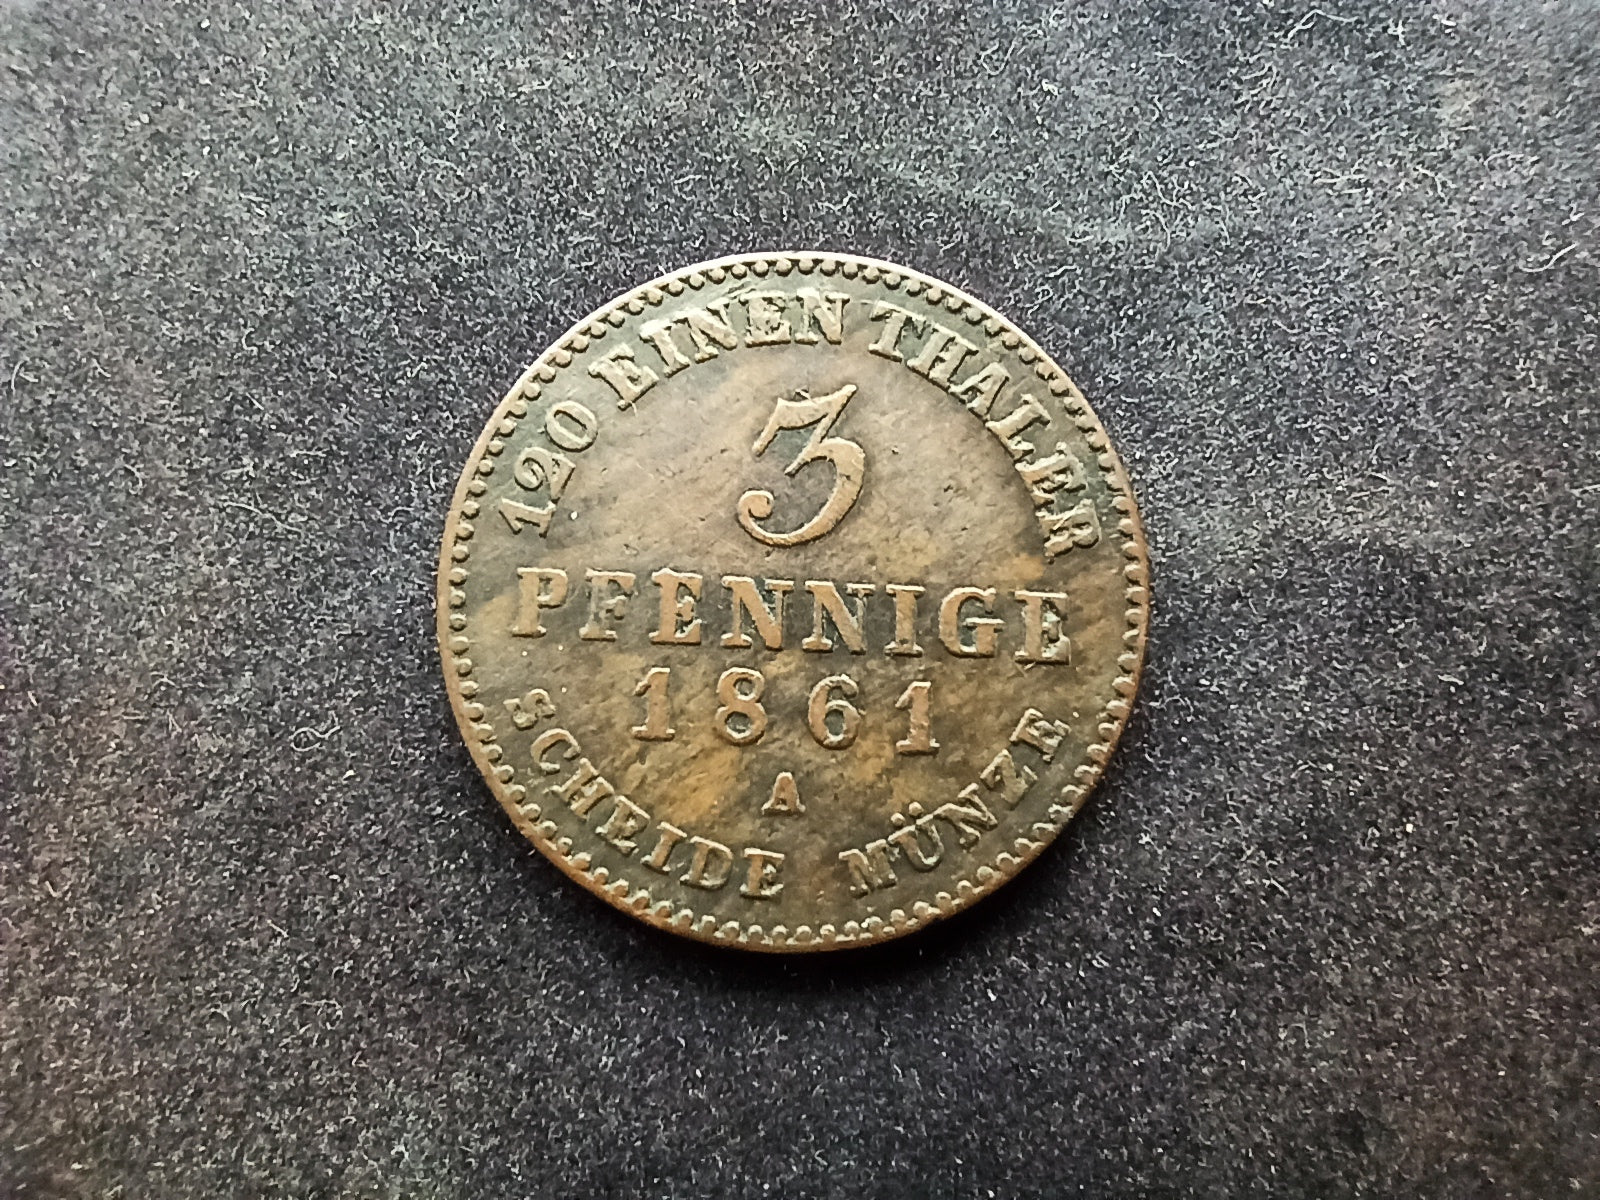 120 EINEN THALER
3
PFENNIGE
1861
A
SCHEIDE MÜNZE